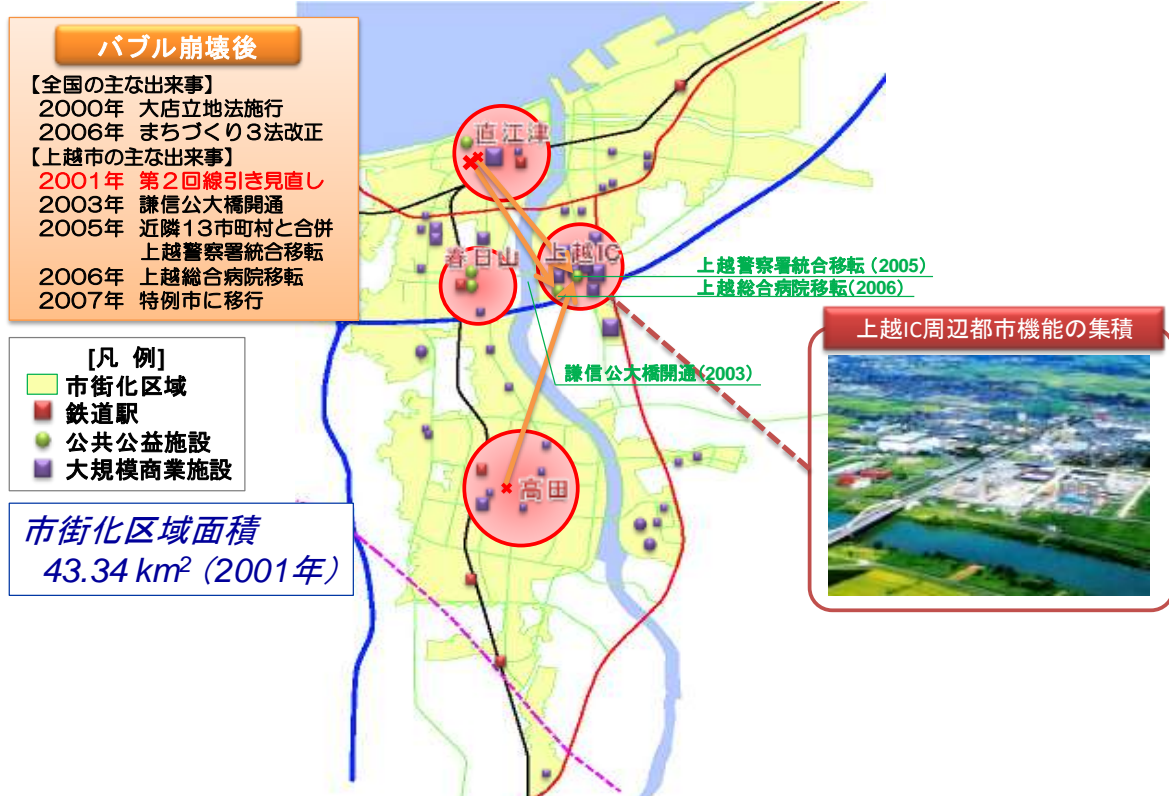 バブル崩壊後
【全国の主な出来事】
2000年 大店立地法施行
2006年 まちづくり3法改正
【上越市の主な出来事】
2001年 第2回線引き見直し
2003年 謙信公大橋開通
2005年 近隣13市町村と合併
上越警察署統合移転
2006年 上越総合病院移転
2007年 特例市に移行
[凡 例]
市街化区域
鉄道駅
公共公益施設
大規模商業施設
市街化区域面積
43.34 km² (2001年)
直江津
春日山
上越IC
高田
上越警察署統合移転 (2005)
上越総合病院移転(2006)
謙信公大橋開通(2003)
上越IC周辺都市機能の集積